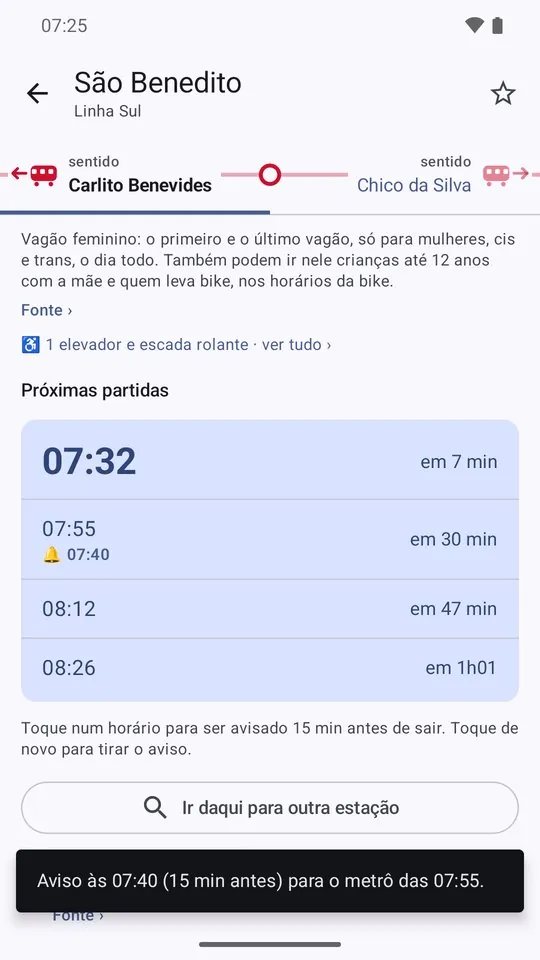 07:25
São Benedito
Linha Sul
sentido
Carlito Benevides
sentido
Chico da Silva
Vagão feminino: o primeiro e o último vagão, só para mulheres, cis
e trans, o dia todo. Também podem ir nele crianças até 12 anos
com a mãe e quem leva bike, nos horários da bike.
Fonte ›
♿ 1 elevador e escada rolante · ver tudo ›
Próximas partidas
07:32 em 7 min
07:55
🔔 07:40
em 30 min
08:12 em 47 min
08:26 em 1h01
Toque num horário para ser avisado 15 min antes de sair. Toque de
novo para tirar o aviso.
Ir daqui para outra estação
Aviso às 07:40 (15 min antes) para o metrô das 07:55.
Fonte ›